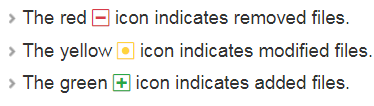 The red icon indicates removed files.
The yellow icon indicates modified files.
The green icon indicates added files.